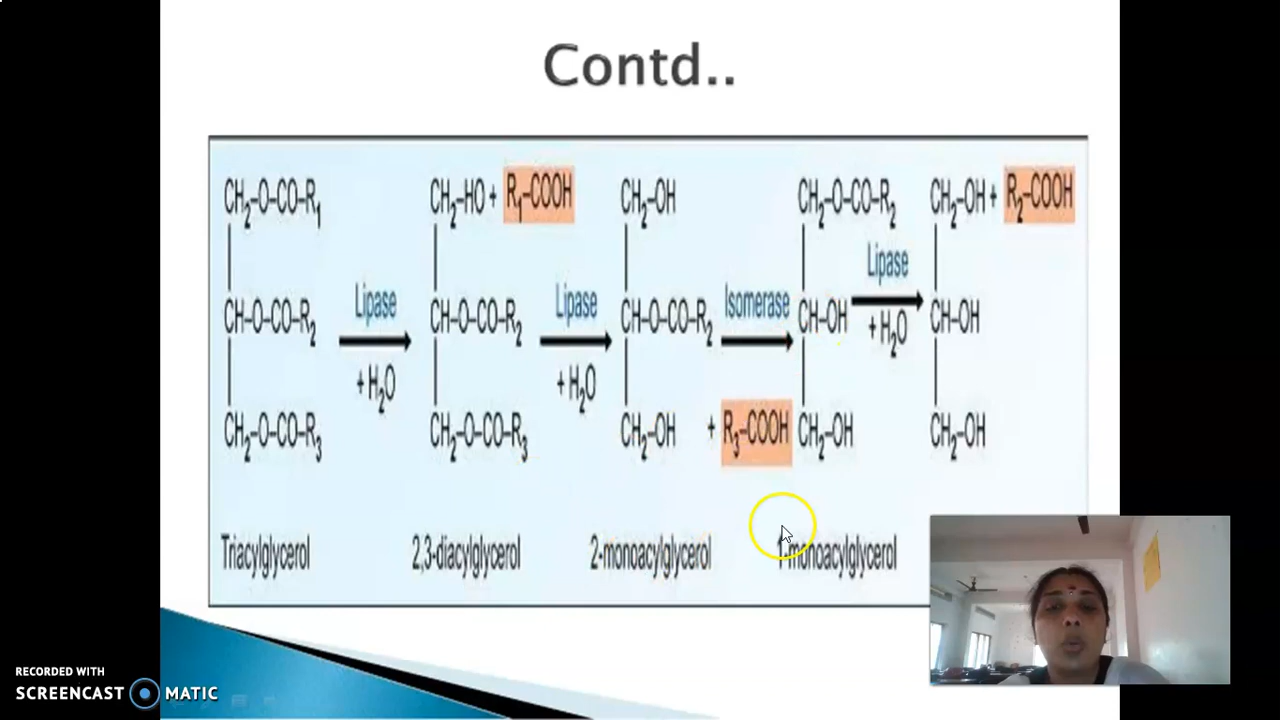 Contd..
CH₂–O–CO–R₁ CH₂–HO + R₁–COOH CH₂–OH CH₂–O–CO–R₂ CH₂–OH + R₂–COOH
Lipase
CH–O–CO–R₂ Lipase CH–O–CO–R₂ Lipase CH–O–CO–R₂ Isomerase CH–OH + H₂O CH–OH
+ H₂O + H₂O
CH₂–O–CO–R₃ CH₂–O–CO–R₃ CH₂–OH + R₃–COOH CH₂–OH CH₂–OH
Triacylglycerol 2,3-diacylglycerol 2-monoacylglycerol 1-monoacylglycerol
RECORDED WITH
SCREENCAST MATIC